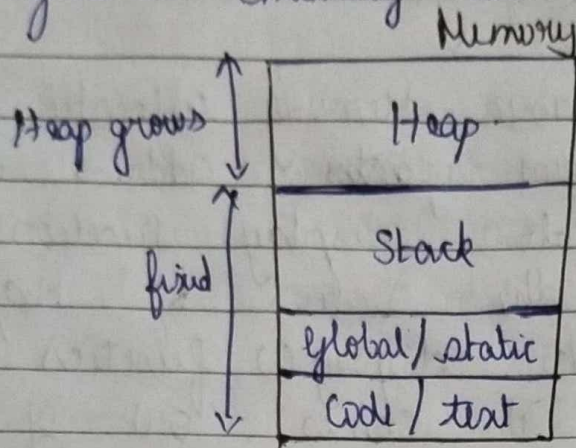 Memory
Heap grows
Heap
Stack
fixed
Global/static
Code/text